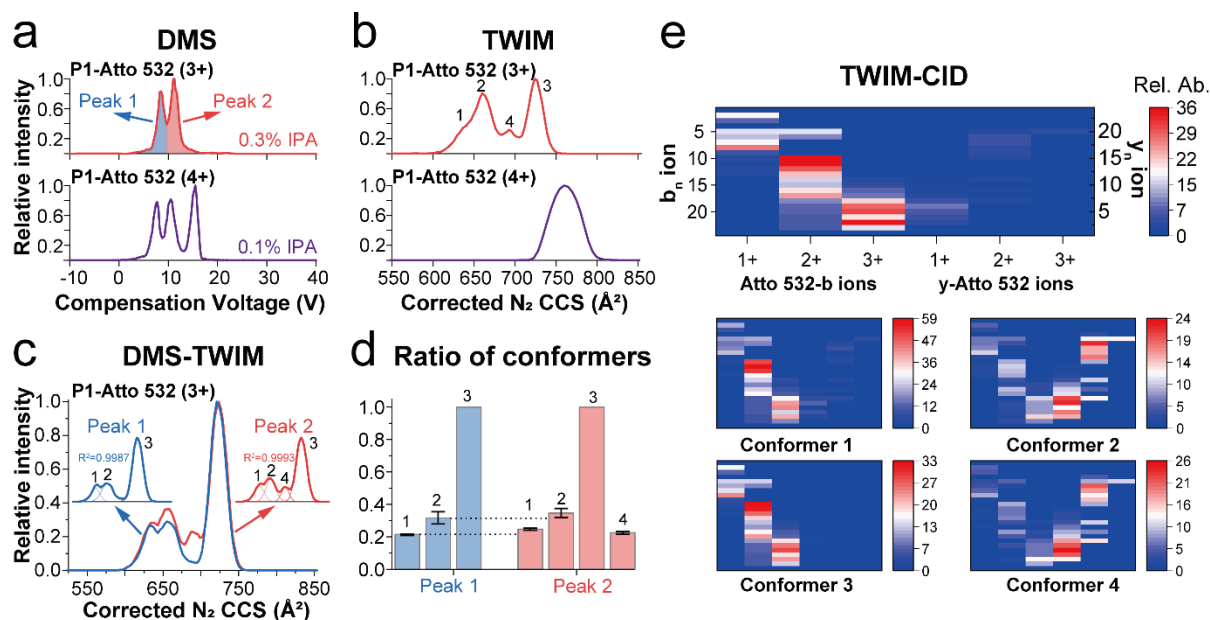 a
DMS
P1-Atto 532 (3+)
1.0
0.8
0.6
0.4
0.2
Peak 1
Peak 2
0.3% IPA
P1-Atto 532 (4+)
1.0
0.8
0.6
0.4
0.2
0.1% IPA
Relative intensity
-10 0 10 20 30 40
Compensation Voltage (V)
b
TWIM
P1-Atto 532 (3+)
1.0
0.8
0.6
0.4
0.2
1 2 4 3
P1-Atto 532 (4+)
1.0
0.8
0.6
0.4
0.2
550 600 650 700 750 800 850
Corrected N₂ CCS (Å²)
c
DMS-TWIM
P1-Atto 532 (3+)
1.0
0.8
0.6
0.4
0.2
0.0
Relative intensity
Peak 1
R²=0.9987
1 2 3
Peak 2
R²=0.9993
1 2 4 3
550 650 750 850
Corrected N₂ CCS (Å²)
d
Ratio of conformers
1.0
0.8
0.6
0.4
0.2
0.0
1 2 3
1 2 3 4
Peak 1 Peak 2
e
TWIM-CID
Rel. Ab.
36
29
22
14
7
0
bₙ ion
5
10
15
20
yₙ ion
20
15
10
5
1+ 2+ 3+ 1+ 2+ 3+
Atto 532-b ions y-Atto 532 ions
59
47
36
24
12
0
Conformer 1
24
19
14
10
5
0
Conformer 2
33
27
20
13
7
0
Conformer 3
26
21
16
10
5
0
Conformer 4